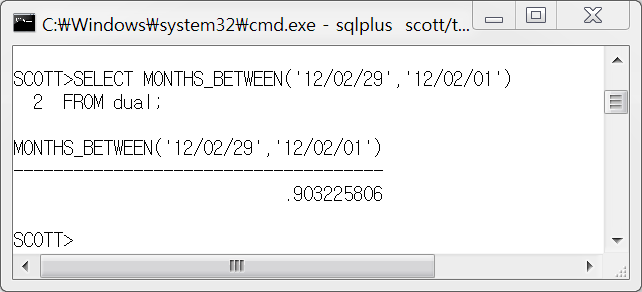 C:₩Windows₩system32₩cmd.exe - sqlplus  scott/t...
SCOTT>SELECT MONTHS_BETWEEN('12/02/29','12/02/01')
  2  FROM dual;
MONTHS_BETWEEN('12/02/29','12/02/01')
-------------------------------------
                           .903225806
SCOTT>